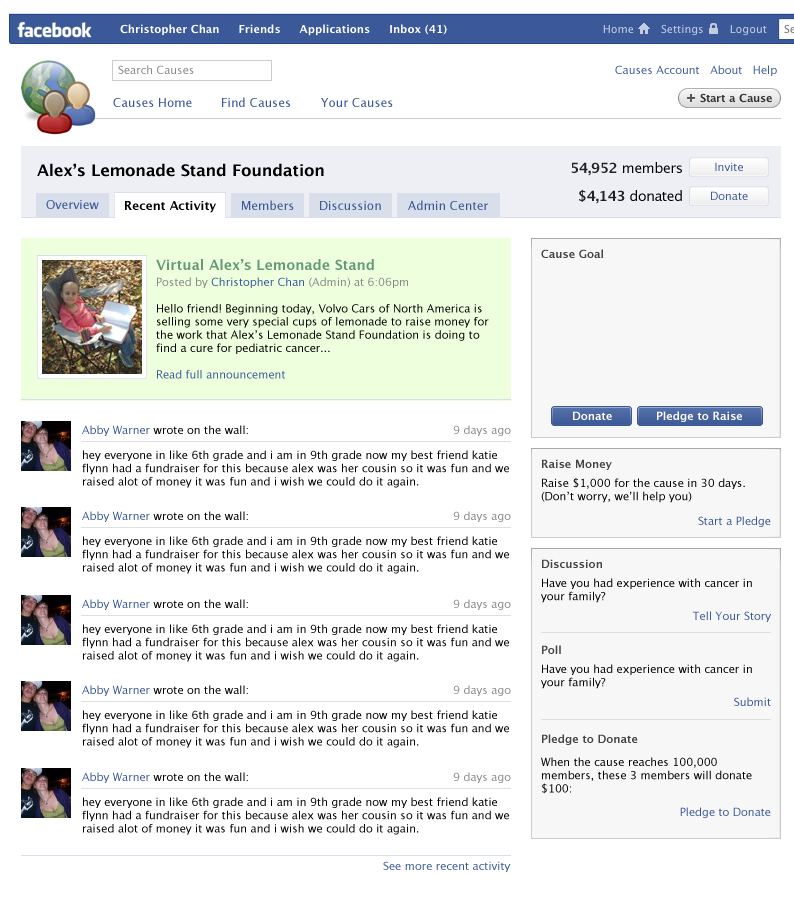 facebook Christopher Chan Friends Applications Inbox (41) Home Settings Logout Se
Search Causes
Causes Account About Help
Causes Home Find Causes Your Causes
+ Start a Cause
Alex's Lemonade Stand Foundation
54,952 members Invite
$4,143 donated Donate
Overview Recent Activity Members Discussion Admin Center
Virtual Alex's Lemonade Stand
Posted by Christopher Chan (Admin) at 6:06pm
Hello friend! Beginning today, Volvo Cars of North America is
selling some very special cups of lemonade to raise money for
the work that Alex's Lemonade Stand Foundation is doing to
find a cure for pediatric cancer...
Read full announcement
Abby Warner wrote on the wall: 9 days ago
hey everyone in like 6th grade and i am in 9th grade now my best friend katie
flynn had a fundraiser for this because alex was her cousin so it was fun and we
raised alot of money it was fun and i wish we could do it again.
Abby Warner wrote on the wall: 9 days ago
hey everyone in like 6th grade and i am in 9th grade now my best friend katie
flynn had a fundraiser for this because alex was her cousin so it was fun and we
raised alot of money it was fun and i wish we could do it again.
Abby Warner wrote on the wall: 9 days ago
hey everyone in like 6th grade and i am in 9th grade now my best friend katie
flynn had a fundraiser for this because alex was her cousin so it was fun and we
raised alot of money it was fun and i wish we could do it again.
Abby Warner wrote on the wall: 9 days ago
hey everyone in like 6th grade and i am in 9th grade now my best friend katie
flynn had a fundraiser for this because alex was her cousin so it was fun and we
raised alot of money it was fun and i wish we could do it again.
Abby Warner wrote on the wall: 9 days ago
hey everyone in like 6th grade and i am in 9th grade now my best friend katie
flynn had a fundraiser for this because alex was her cousin so it was fun and we
raised alot of money it was fun and i wish we could do it again.
See more recent activity
Cause Goal
Donate Pledge to Raise
Raise Money
Raise $1,000 for the cause in 30 days.
(Don't worry, we'll help you)
Start a Pledge
Discussion
Have you had experience with cancer in
your family?
Tell Your Story
Poll
Have you had experience with cancer in
your family?
Submit
Pledge to Donate
When the cause reaches 100,000
members, these 3 members will donate
$100:
Pledge to Donate